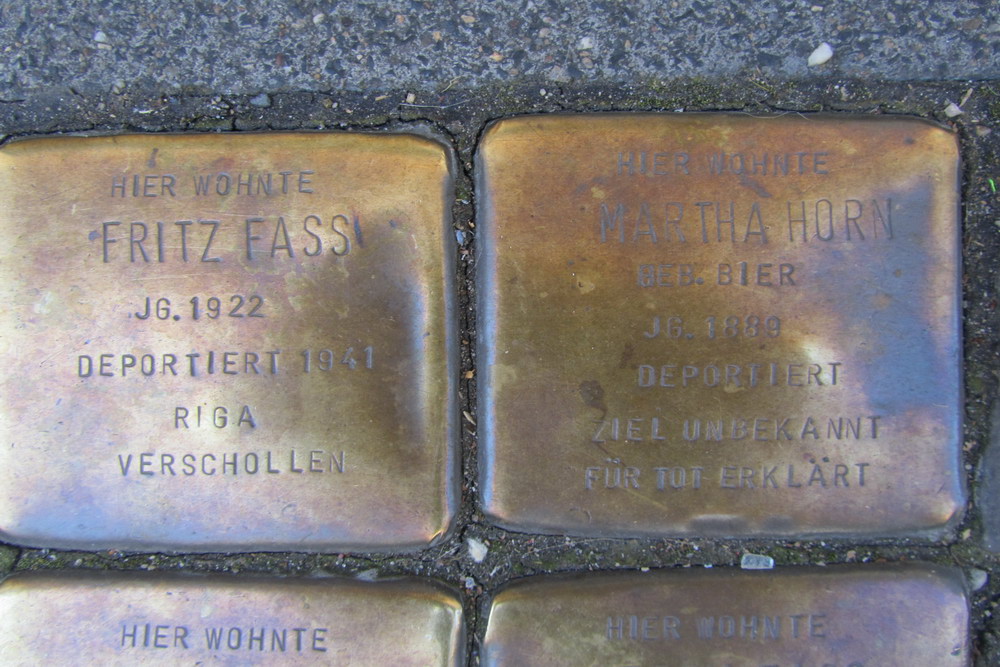 HIER WOHNTE
FRITZ FASS
JG. 1922
DEPORTIERT 1941
RIGA
VERSCHOLLEN
HIER WOHNTE
MARTHA HORN
GEB. BIER
JG. 1889
DEPORTIERT
ZIEL UNBEKANNT
FÜR TOT ERKLÄRT
HIER WOHNTE
HIER WOHNTE